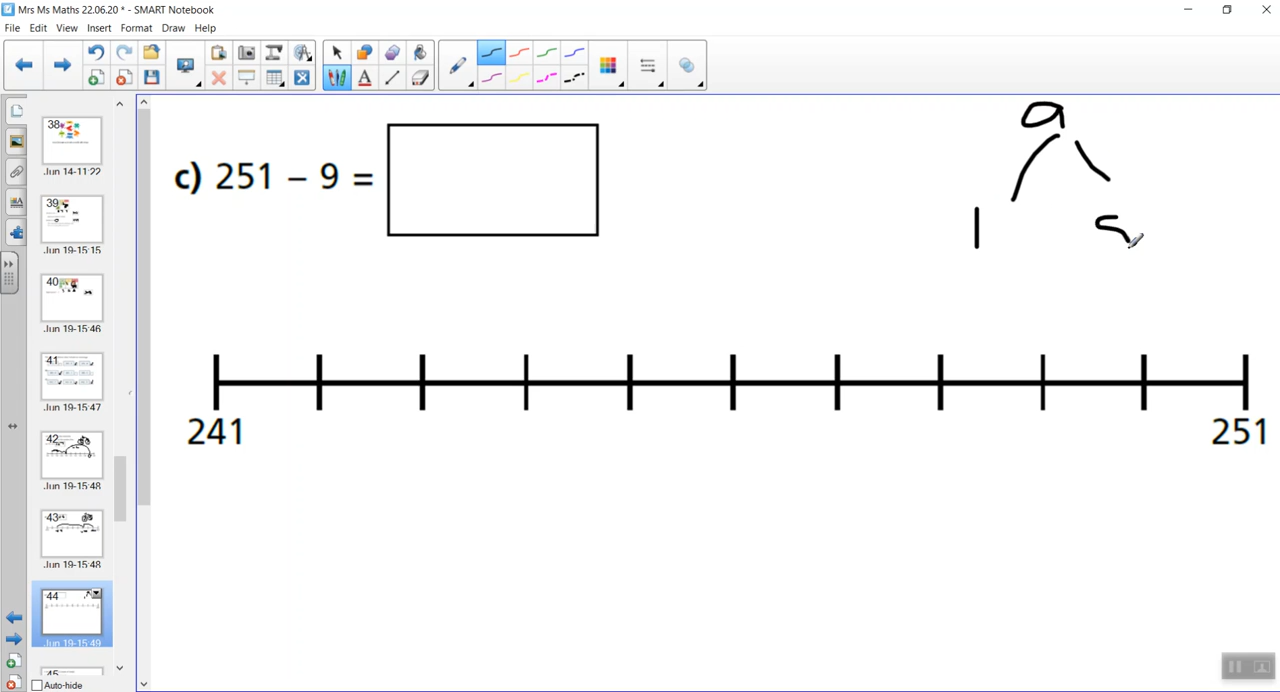 Mrs Ms Maths 22.06.20 * - SMART Notebook
File Edit View Insert Format Draw Help
38
Jun 14-11:22
39
Jun 19-15:15
40
Jun 19-15:46
41
Jun 19-15:47
42
Jun 19-15:48
43
Jun 19-15:48
44
Jun 19-15:49
45
Auto-hide
9
c) 251 – 9 =
1
241 251